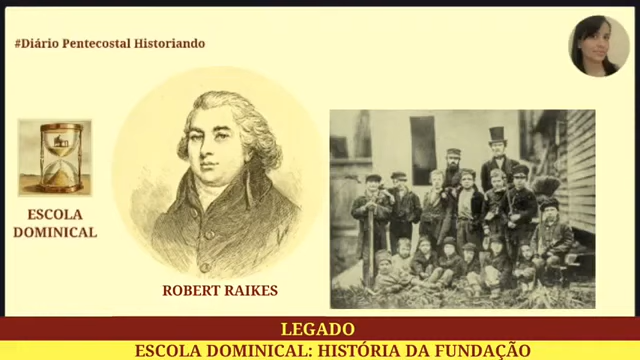 #Diário Pentecostal Historiando
ESCOLA
DOMINICAL
ROBERT RAIKES
LEGADO
ESCOLA DOMINICAL: HISTÓRIA DA FUNDAÇÃO